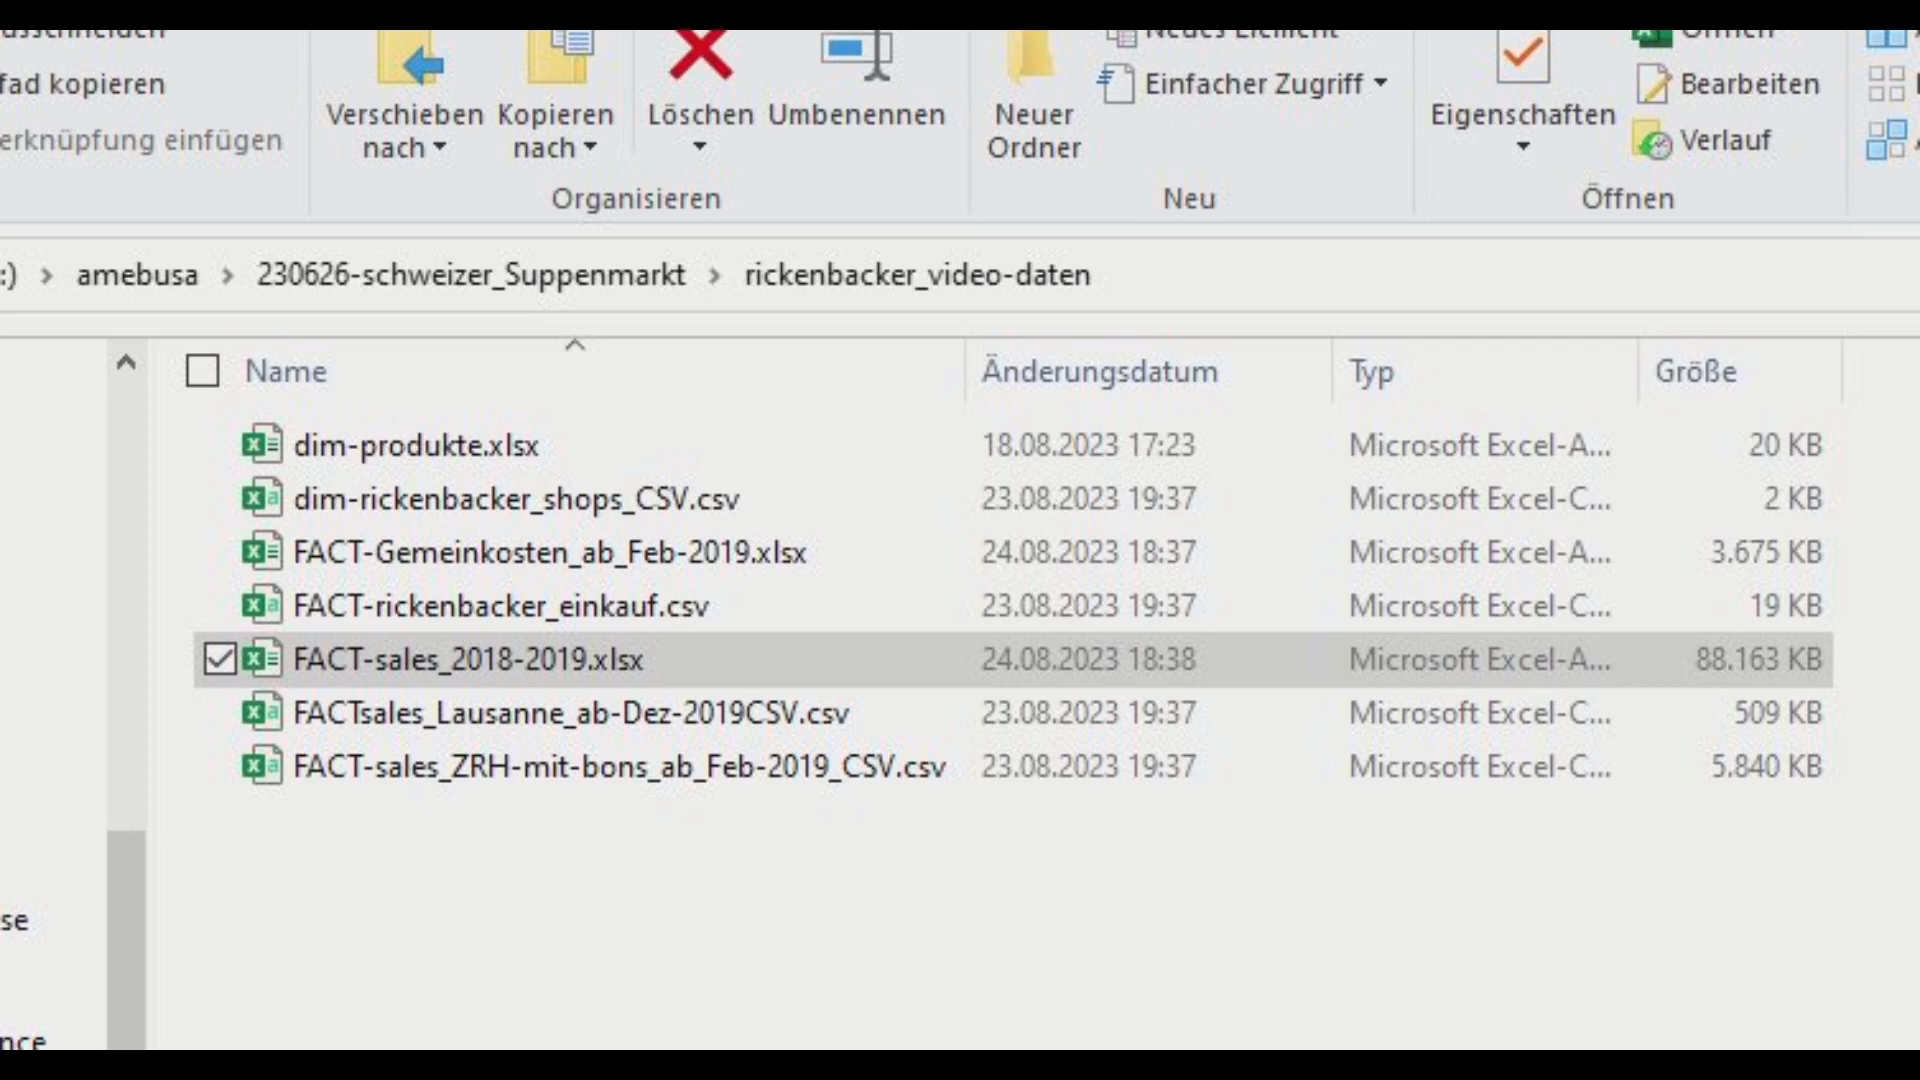 fad kopieren
erknüpfung einfügen
Verschieben nach
Kopieren nach
Löschen
Umbenennen
Organisieren
Neuer Ordner
Einfacher Zugriff
Neu
Eigenschaften
Öffnen
Bearbeiten
Verlauf
Öffnen
:) > amebusa > 230626-schweizer_Suppenmarkt > rickenbacker_video-daten
Name Änderungsdatum Typ Größe
dim-produkte.xlsx 18.08.2023 17:23 Microsoft Excel-A... 20 KB
dim-rickenbacker_shops_CSV.csv 23.08.2023 19:37 Microsoft Excel-C... 2 KB
FACT-Gemeinkosten_ab_Feb-2019.xlsx 24.08.2023 18:37 Microsoft Excel-A... 3.675 KB
FACT-rickenbacker_einkauf.csv 23.08.2023 19:37 Microsoft Excel-C... 19 KB
FACT-sales_2018-2019.xlsx 24.08.2023 18:38 Microsoft Excel-A... 88.163 KB
FACTsales_Lausanne_ab-Dez-2019CSV.csv 23.08.2023 19:37 Microsoft Excel-C... 509 KB
FACT-sales_ZRH-mit-bons_ab_Feb-2019_CSV.csv 23.08.2023 19:37 Microsoft Excel-C... 5.840 KB
se
nce